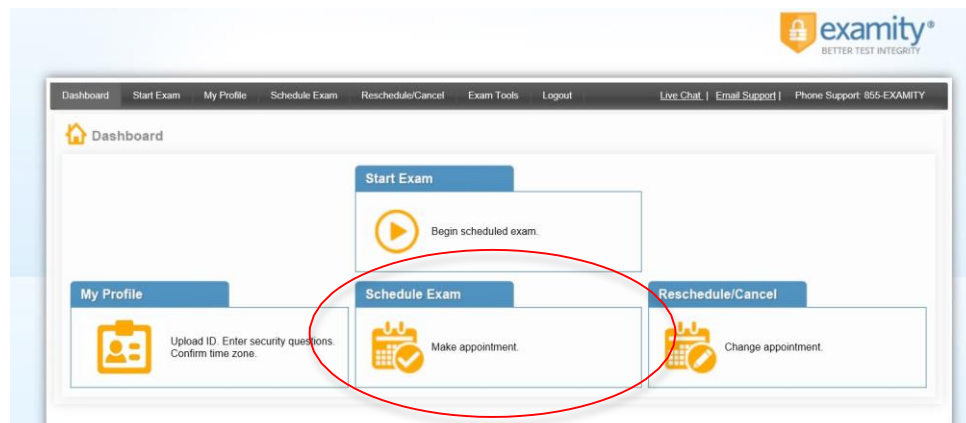 examity®
BETTER TEST INTEGRITY
Dashboard Start Exam My Profile Schedule Exam Reschedule/Cancel Exam Tools Logout Live Chat | Email Support | Phone Support: 855-EXAMITY
Dashboard
Start Exam
Begin scheduled exam.
My Profile
Upload ID. Enter security questions.
Confirm time zone.
Schedule Exam
Make appointment.
Reschedule/Cancel
Change appointment.